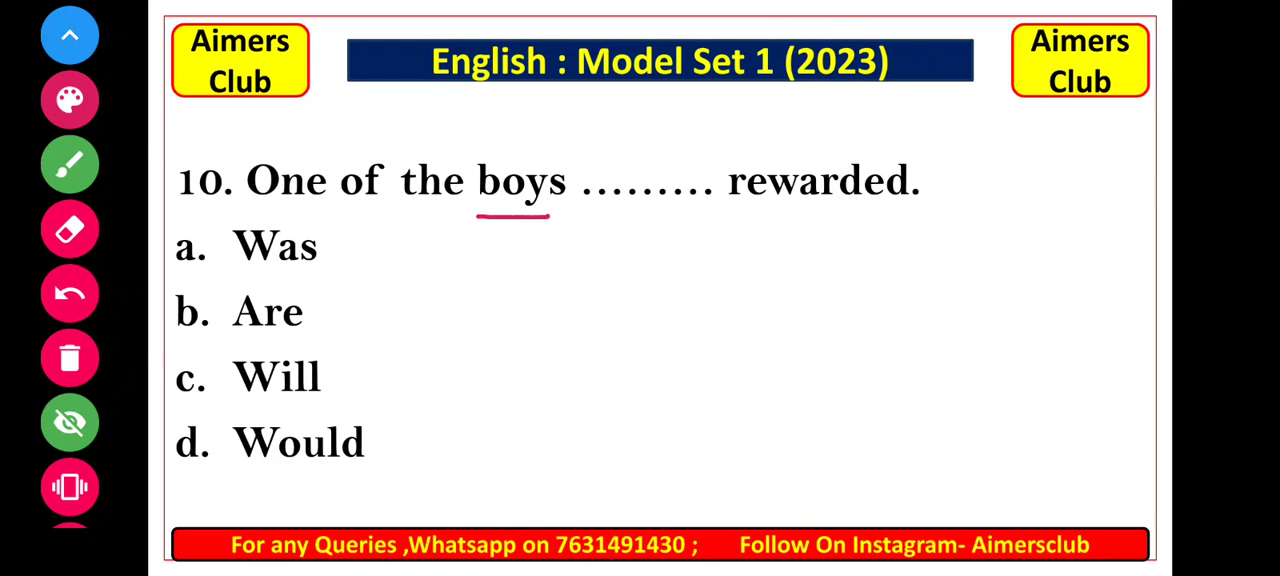 Aimers
Club
English : Model Set 1 (2023)
Aimers
Club
10. One of the boys ......... rewarded.
a. Was
b. Are
c. Will
d. Would
For any Queries ,Whatsapp on 7631491430 ; Follow On Instagram- Aimersclub